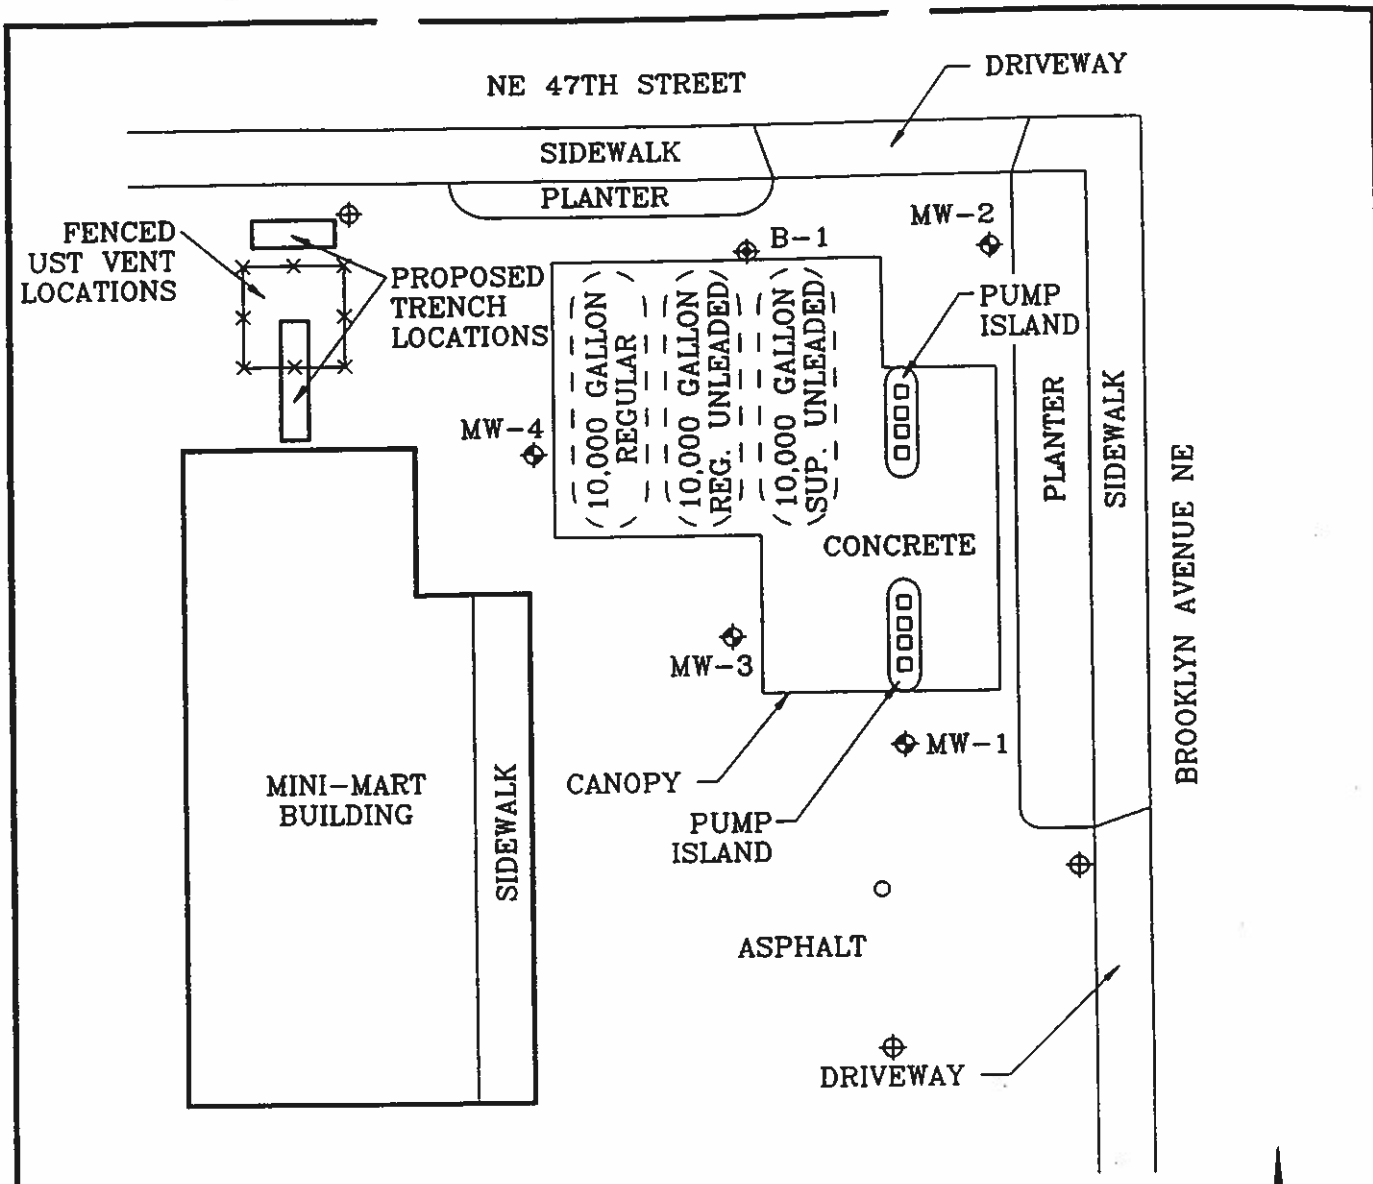 NE 47TH STREET
DRIVEWAY
SIDEWALK
PLANTER
MW-2
B-1
FENCED
UST VENT
LOCATIONS
PROPOSED
TRENCH
LOCATIONS
PUMP
ISLAND
10,000 GALLON
REGULAR
10,000 GALLON
REG. UNLEADED
10,000 GALLON
SUP. UNLEADED
MW-4
PLANTER
SIDEWALK
BROOKLYN AVENUE NE
CONCRETE
MW-3
MW-1
CANOPY
PUMP
ISLAND
MINI-MART
BUILDING
SIDEWALK
ASPHALT
DRIVEWAY